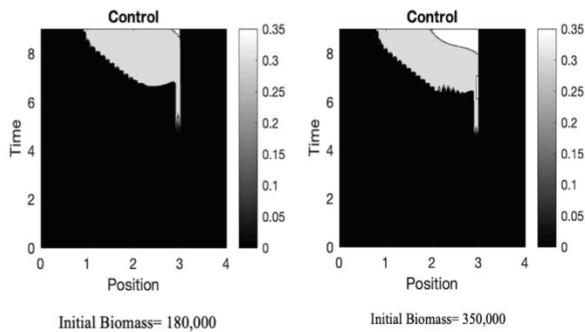 Control
Control
0.35
0.3
0.25
0.2
0.15
0.1
0.05
0
8
6
4
2
0
Time
0 1 2 3 4
Position
0.35
0.3
0.25
0.2
0.15
0.1
0.05
0
8
6
4
2
0
Time
0 1 2 3 4
Position
Initial Biomass= 180,000
Initial Biomass= 350,000